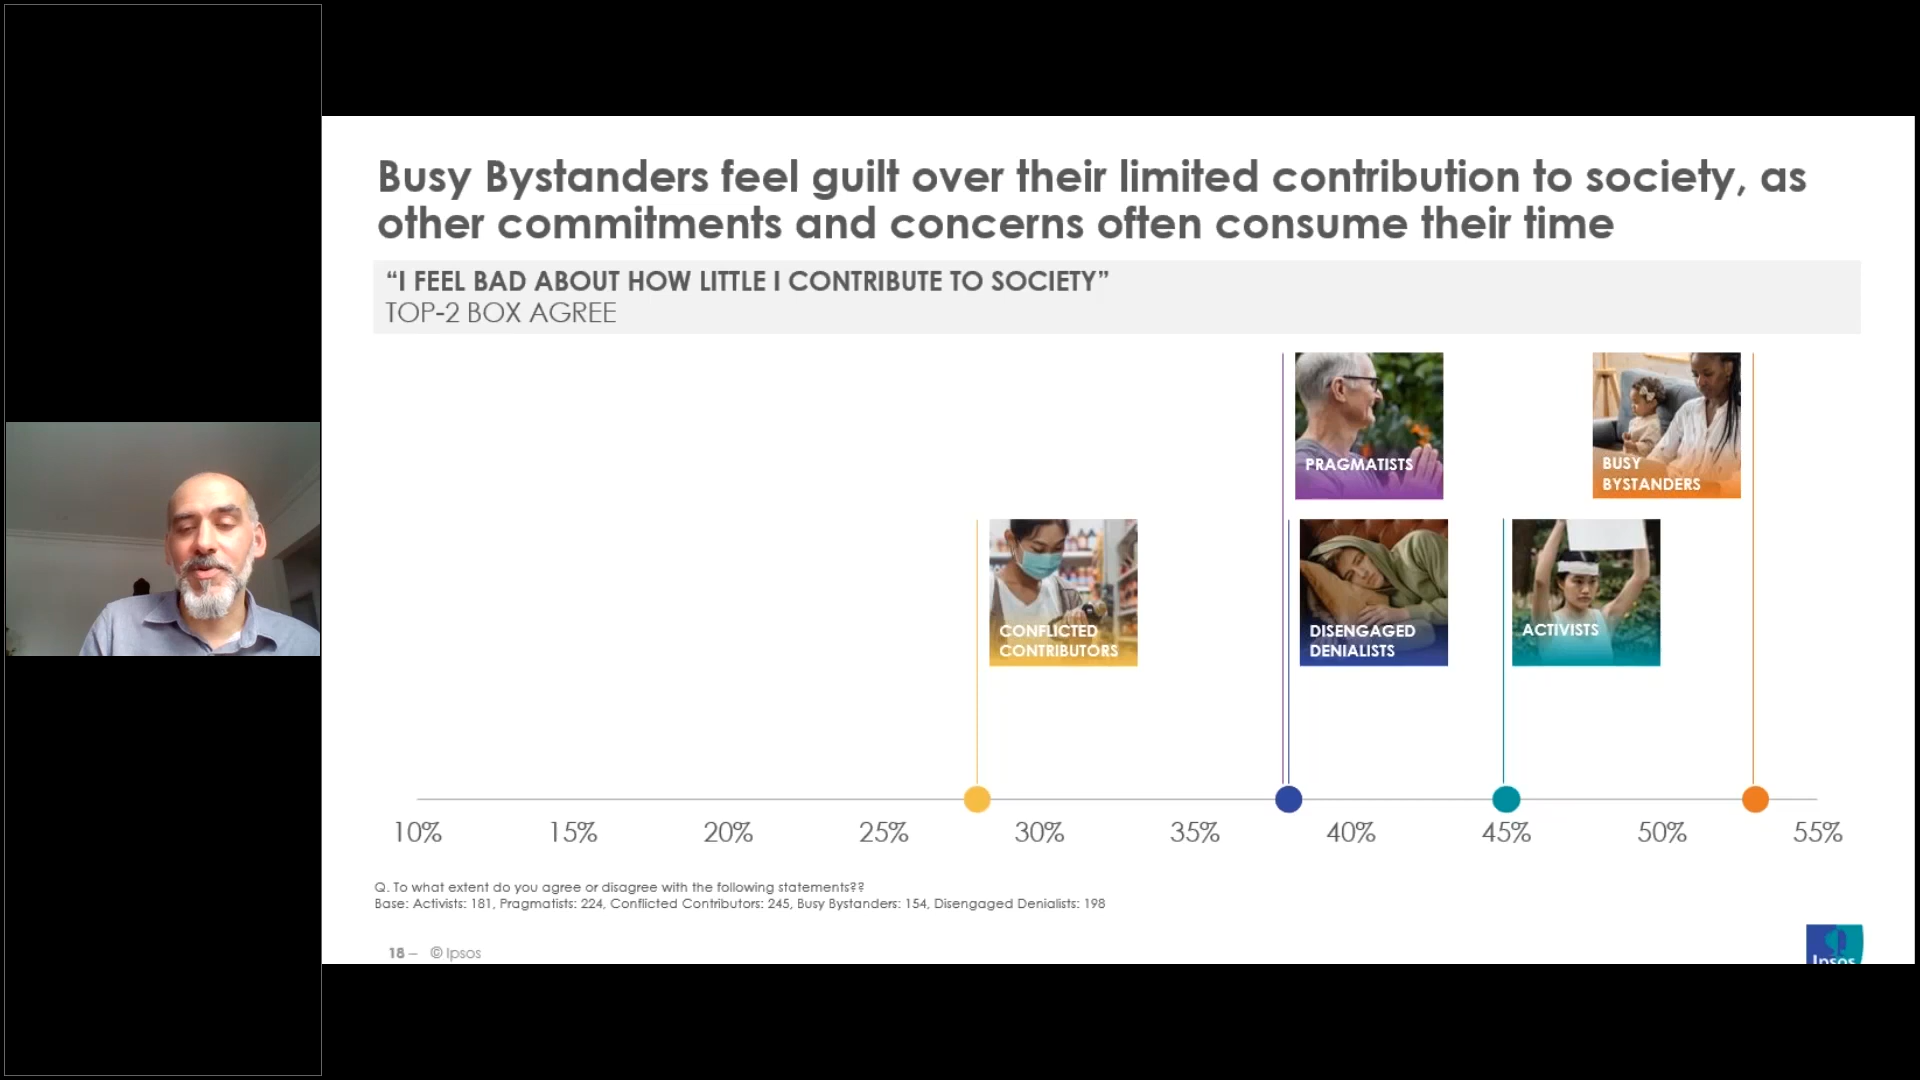 Busy Bystanders feel guilt over their limited contribution to society, as
other commitments and concerns often consume their time
“I FEEL BAD ABOUT HOW LITTLE I CONTRIBUTE TO SOCIETY”
TOP-2 BOX AGREE
PRAGMATISTS
BUSY
BYSTANDERS
CONFLICTED
CONTRIBUTORS
DISENGAGED
DENIALISTS
ACTIVISTS
10% 15% 20% 25% 30% 35% 40% 45% 50% 55%
Q. To what extent do you agree or disagree with the following statements??
Base: Activists: 181, Pragmatists: 224, Conflicted Contributors: 245, Busy Bystanders: 154, Disengaged Denialists: 198
18 – © Ipsos
Ipsos